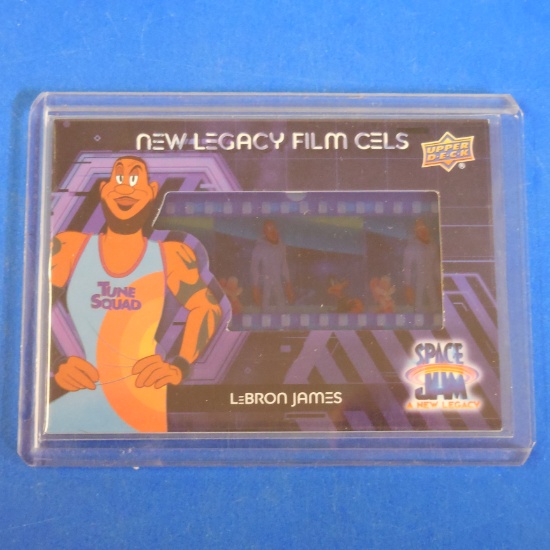 NEW LEGACY FILM CELS
UPPER
DECK
®
TUNE
SQUAD
LeBRON JAMES
SPACE
JAM
A NEW LEGACY